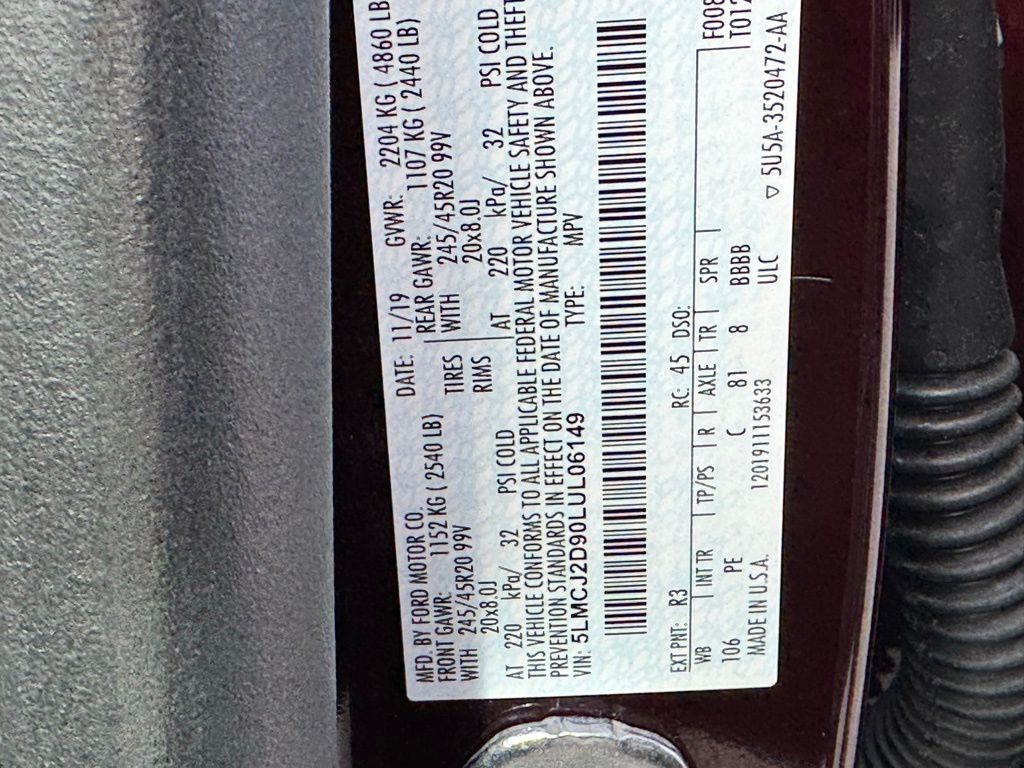 MFD. BY FORD MOTOR CO.
DATE: 11/19 GVWR: 2204 KG ( 4860 LB
FRONT GAWR: 1152 KG ( 2540 LB) REAR GAWR: 1107 KG ( 2440 LB)
WITH 245/45R20 99V TIRES WITH 245/45R20 99V
20x8.0J RIMS 20x8.0J
AT 220 kPa/ 32 PSI COLD AT 220 kPa/ 32 PSI COLD
THIS VEHICLE CONFORMS TO ALL APPLICABLE FEDERAL MOTOR VEHICLE SAFETY AND THEFT
PREVENTION STANDARDS IN EFFECT ON THE DATE OF MANUFACTURE SHOWN ABOVE.
VIN: 5LMCJ2D90LUL06149 TYPE: MPV
EXT PNT: R3 RC: 45 DSO:
WB INT TR TP/PS R AXLE TR SPR
106 PE C 81 8 BBBB
MADE IN U.S.A. 1201911153633 ULC
▽ 5U5A-3520472-AA